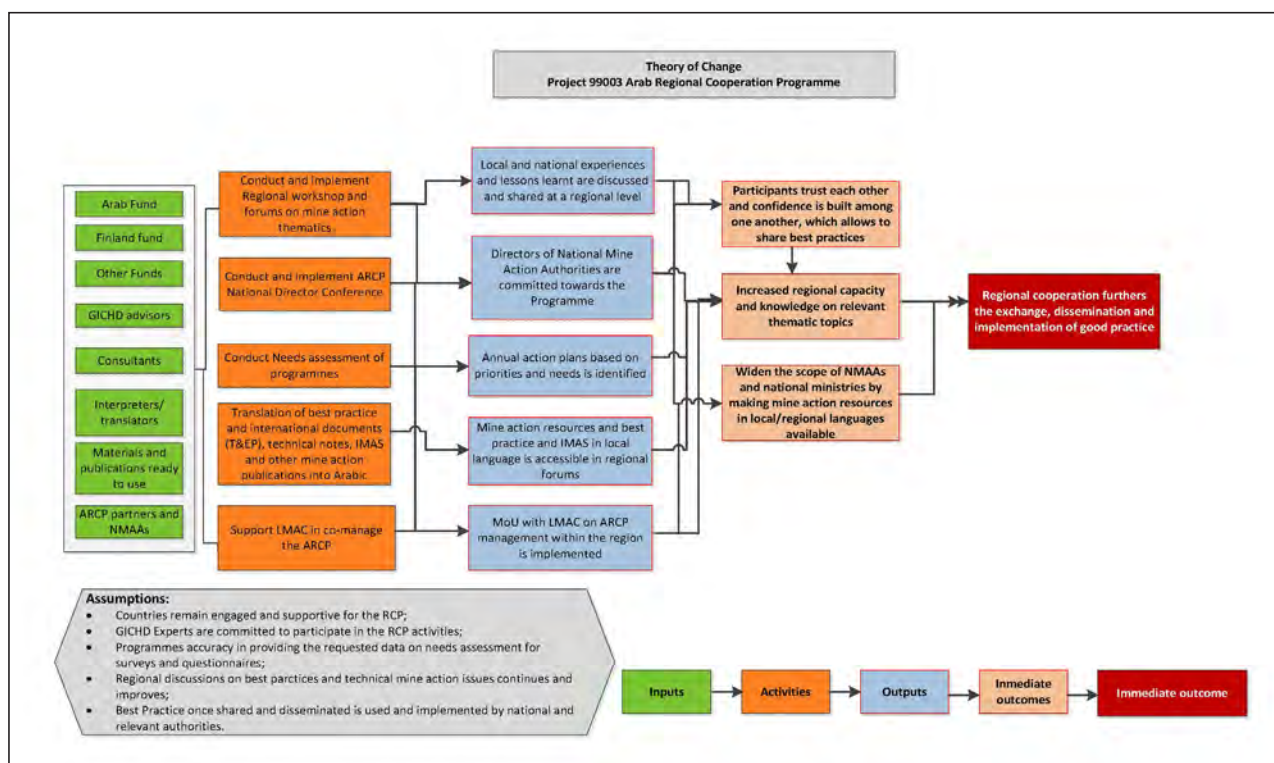 Theory of Change
Project 99003 Arab Regional Cooperation Programme
Arab Fund
Finland fund
Other Funds
GICHD advisors
Consultants
Interpreters/
translators
Materials and
publications ready
to use
ARCP partners and
NMAAs
Conduct and implement
Regional workshop and
forums on mine action
thematics
Conduct and implement ARCP
National Director Conference
Conduct Needs assessment of
programmes
Translation of best practice
and international documents
(T&EP), technical notes, IMAS
and other mine action
publications into Arabic
Support LMAC in co-manage
the ARCP
Local and national experiences
and lessons learnt are discussed
and shared at a regional level
Directors of National Mine
Action Authorities are
committed towards the
Programme
Annual action plans based on
priorities and needs is identified
Mine action resources and best
practice and IMAS in local
language is accessible in regional
forums
MoU with LMAC on ARCP
management within the region
is implemented
Participants trust each other
and confidence is built among
one another, which allows to
share best practices
Increased regional capacity
and knowledge on relevant
thematic topics
Widen the scope of NMAAs
and national ministries by
making mine action resources
in local/regional languages
available
Regional cooperation furthers
the exchange, dissemination and
implementation of good practice
Assumptions:
• Countries remain engaged and supportive for the RCP;
• GICHD Experts are committed to participate in the RCP activities;
• Programmes accuracy in providing the requested data on needs assessment for
surveys and questionnaires;
• Regional discussions on best parctices and technical mine action issues continues and
improves;
• Best Practice once shared and disseminated is used and implemented by national and
relevant authorities.
Inputs
Activities
Outputs
Inmediate
outcomes
Immediate outcome